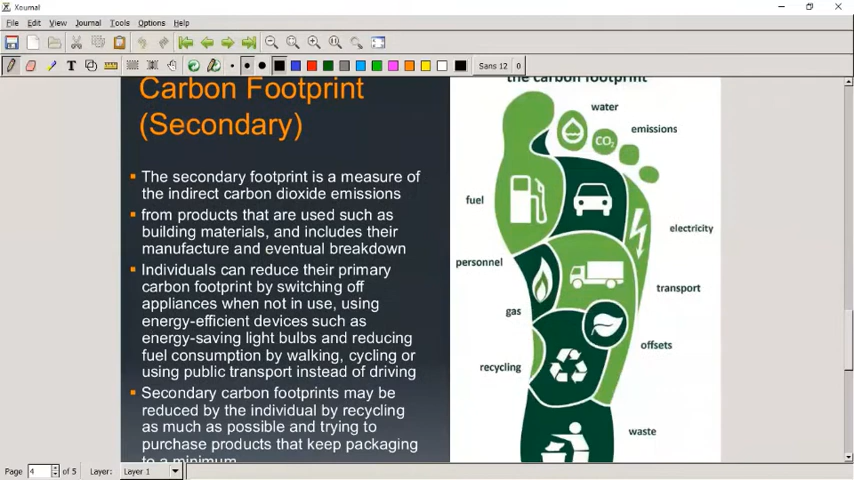 Xournal
File Edit View Journal Tools Options Help
Sans 12 0
Carbon Footprint
(Secondary)
The secondary footprint is a measure of
the indirect carbon dioxide emissions
from products that are used such as
building materials, and includes their
manufacture and eventual breakdown
Individuals can reduce their primary
carbon footprint by switching off
appliances when not in use, using
energy-efficient devices such as
energy-saving light bulbs and reducing
fuel consumption by walking, cycling or
using public transport instead of driving
Secondary carbon footprints may be
reduced by the individual by recycling
as much as possible and trying to
purchase products that keep packaging
to a minimum
the carbon footprint
water
emissions
CO2
fuel
electricity
personnel
transport
gas
offsets
recycling
waste
Page 4 of 5 Layer: Layer 1